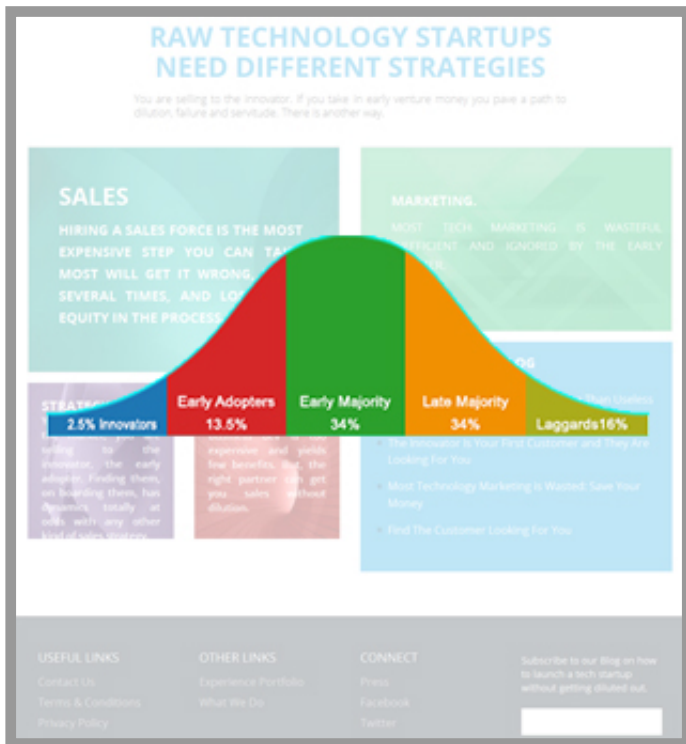 RAW TECHNOLOGY STARTUPS
NEED DIFFERENT STRATEGIES
You are selling to the innovator. If you take in early venture money you pave a path to
dilution, failure and servitude. There is another way.
SALES
HIRING A SALES FORCE IS THE MOST
EXPENSIVE STEP YOU CAN
MOST WILL GET IT WRONG,
SEVERAL TIMES, AND
EQUITY IN THE PROCESS
MARKETING.
MOST TECH MARKETING IS WASTEFUL,
AND IGNORED BY THE EARLY
Early Adopters
13.5%
Early Majority
34%
Late Majority
34%
2.5% Innovators
Laggards16%
Than Useless
selling to the
innovator, the early
adopter. Finding them,
on boarding them, has
dynamics totally at
odds with any other
kind of sales strategy.
expensive and yields
few benefits. But, the
right partner can get
you sales without
dilution.
The Innovator Is Your First Customer and They Are
Looking For You
Most Technology Marketing Is Wasted: Save Your
Money
Find The Customer Looking For You
USEFUL LINKS
Contact Us
Terms & Conditions
Privacy Policy
OTHER LINKS
Experience Portfolio
What We Do
CONNECT
Press
Facebook
Twitter
Subscribe to our Blog on how
to launch a tech startup
without getting diluted out.